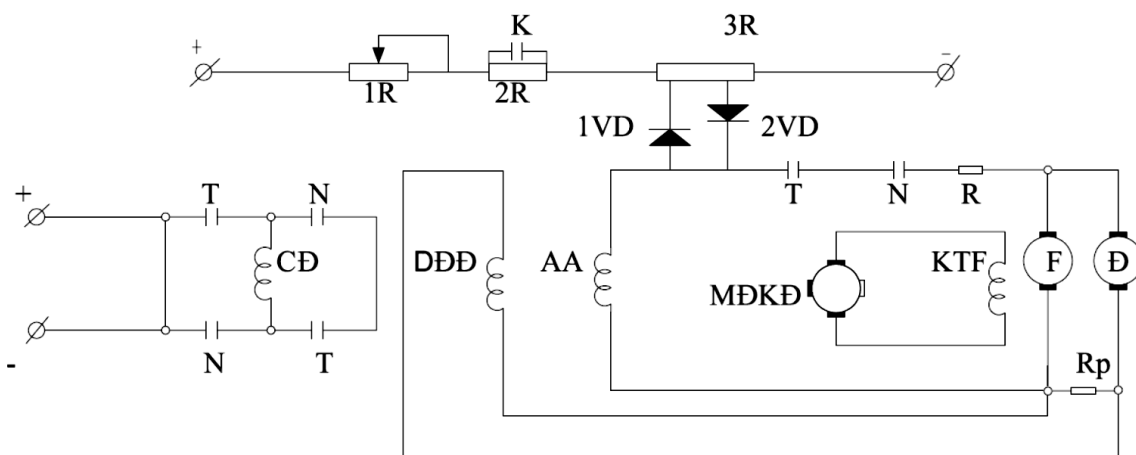 K 3R
+ -
1R 2R
1VD 2VD
+ T N T N R
CĐ DĐĐ AA MĐKĐ KTF F Đ
- N T Rp